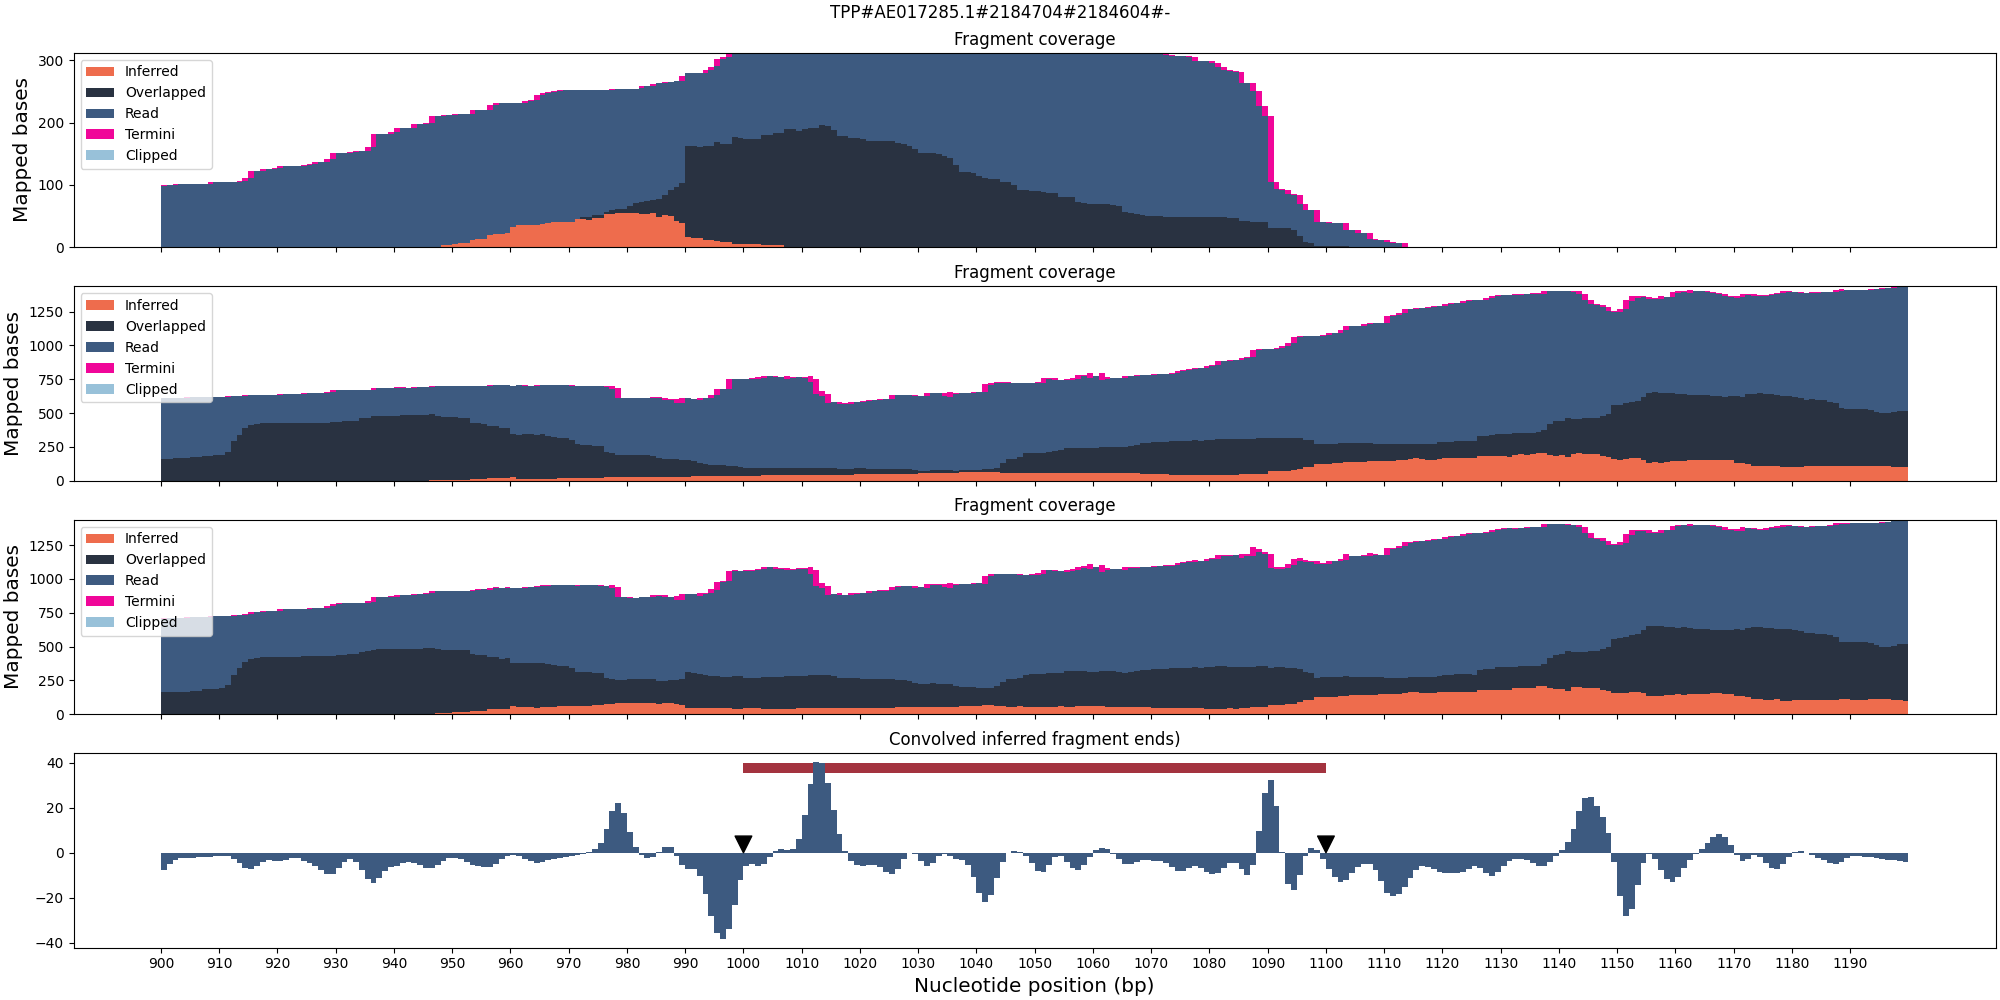 TPP#AE017285.1#2184704#2184604#-
Fragment coverage
Mapped bases
300
200
100
0
Inferred
Overlapped
Read
Termini
Clipped
Fragment coverage
Mapped bases
1250
1000
750
500
250
0
Inferred
Overlapped
Read
Termini
Clipped
Fragment coverage
Mapped bases
1250
1000
750
500
250
0
Inferred
Overlapped
Read
Termini
Clipped
Convolved inferred fragment ends)
40
20
0
−20
−40
900 910 920 930 940 950 960 970 980 990 1000 1010 1020 1030 1040 1050 1060 1070 1080 1090 1100 1110 1120 1130 1140 1150 1160 1170 1180 1190
Nucleotide position (bp)